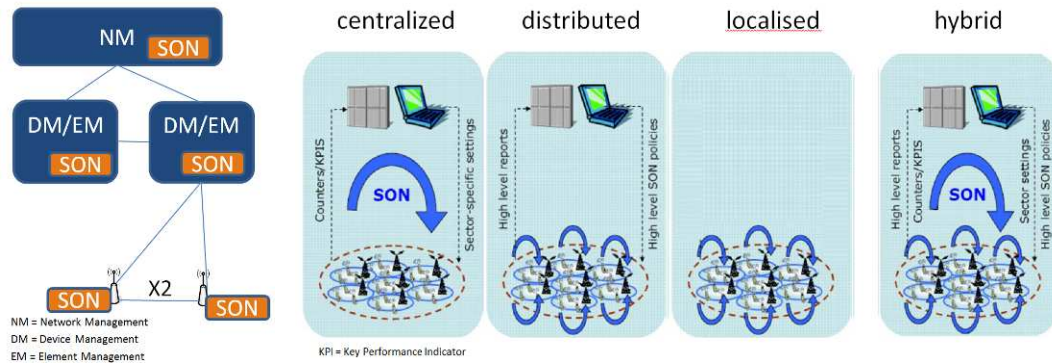 NM
SON
DM/EM
SON
DM/EM
SON
SON
X2
SON
NM = Network Management
DM = Device Management
EM = Element Management
centralized
distributed
localised
hybrid
Counters/KPIS
SON
Sector-specific settings
High level reports
High level SON policies
High level reports
Counters/KPIS
SON
Sector settings
High level SON policies
KPI = Key Performance Indicator